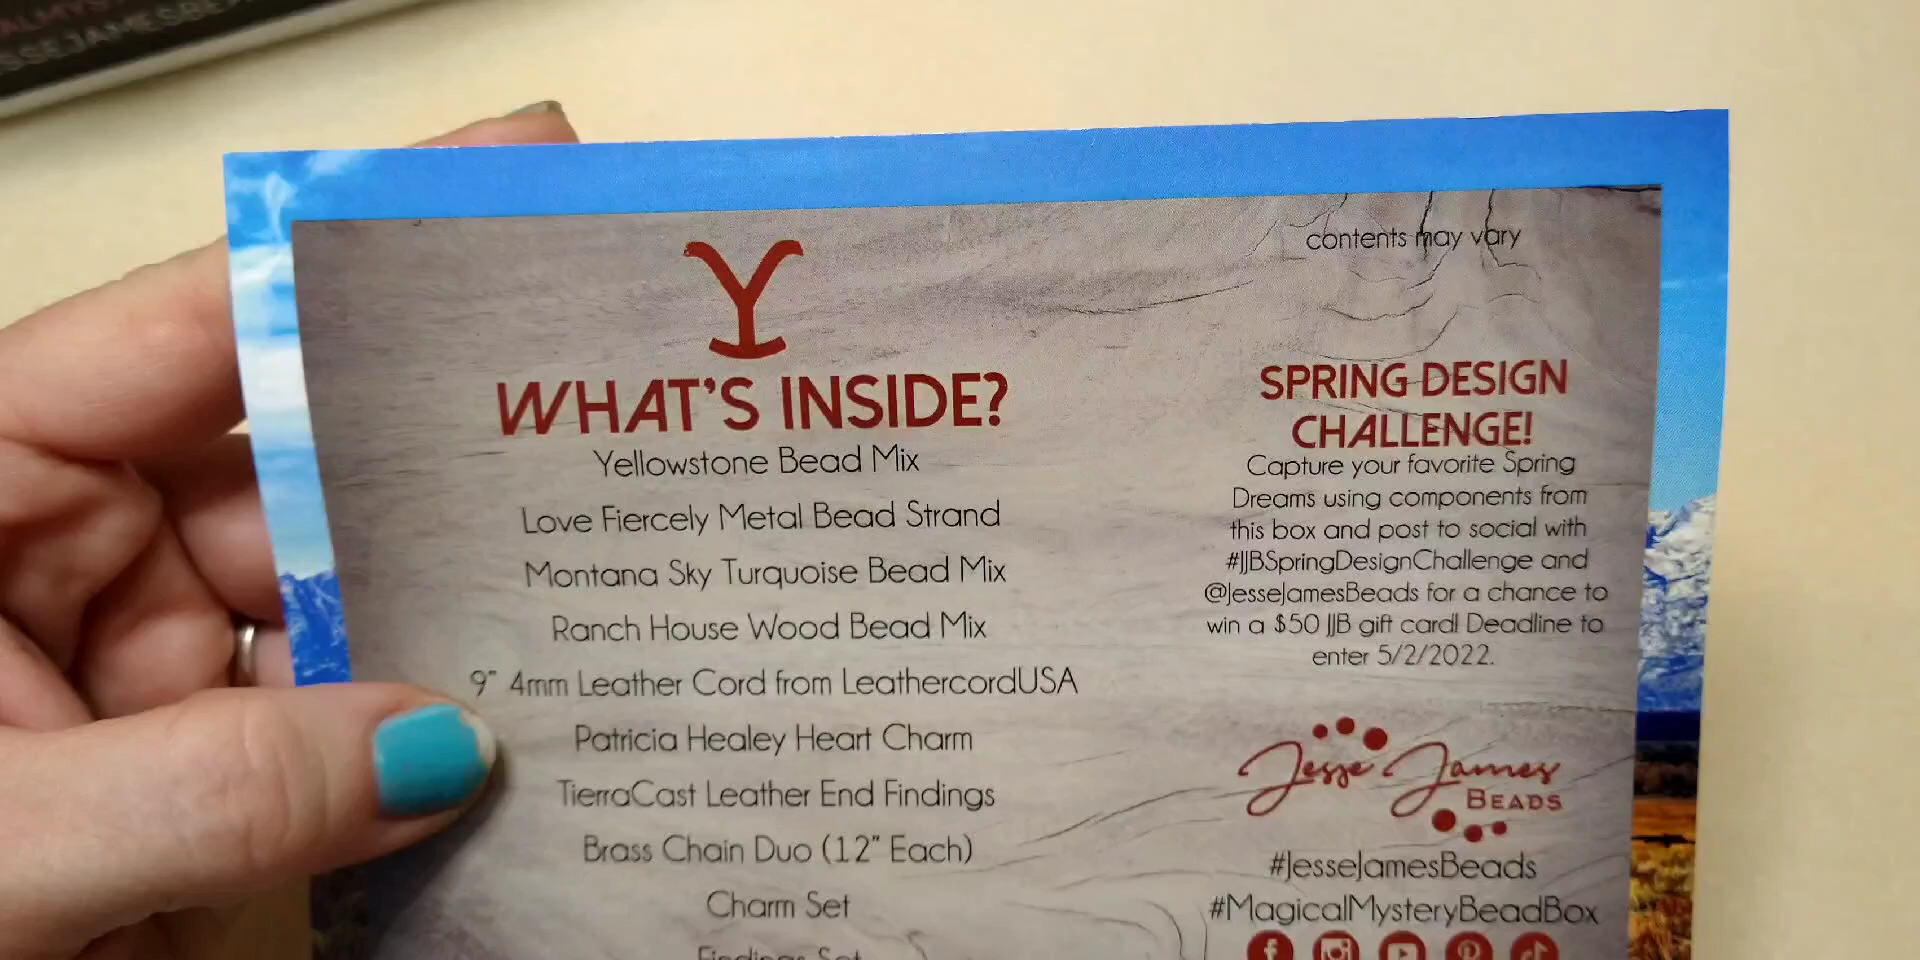 SSEJAMESBE
Y
WHAT'S INSIDE?
Yellowstone Bead Mix
Love Fiercely Metal Bead Strand
Montana Sky Turquoise Bead Mix
Ranch House Wood Bead Mix
9" 4mm Leather Cord from LeathercordUSA
Patricia Healey Heart Charm
TierraCast Leather End Findings
Brass Chain Duo (12" Each)
Charm Set
Findings Set
contents may vary
SPRING DESIGN
CHALLENGE!
Capture your favorite Spring
Dreams using components from
this box and post to social with
#JJBSpringDesignChallenge and
@JesseJamesBeads for a chance to
win a $50 JJB gift card! Deadline to
enter 5/2/2022.
Jesse James
BEADS
#JesseJamesBeads
#MagicalMysteryBeadBox